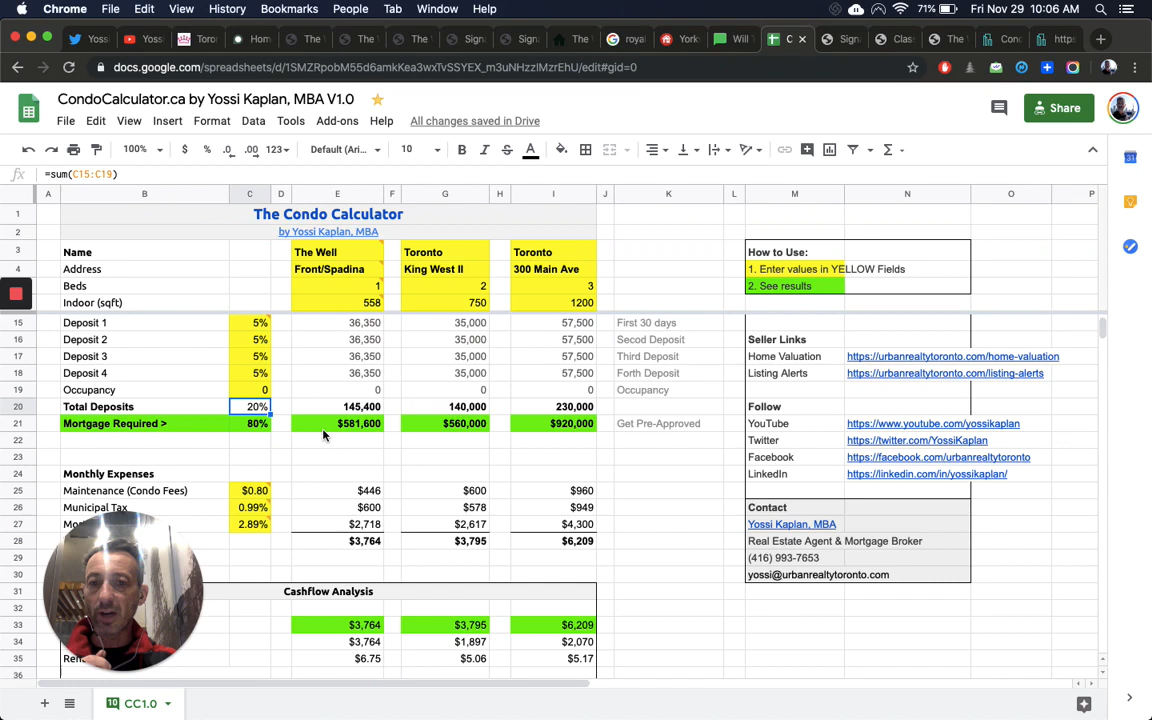 Chrome File Edit View History Bookmarks People Tab Window Help 71% Fri Nov 29 10:06 AM
Yossi Yoss Toro Hom The The The Signa Signa The royal York Will C Sign Class The Conc https
docs.google.com/spreadsheets/d/1SMZRpobM55d6amkKea3wxTvSSYEX_m3uNHzzlMzrEhU/edit#gid=0
CondoCalculator.ca by Yossi Kaplan, MBA V1.0
Share
File Edit View Insert Format Data Tools Add-ons Help All changes saved in Drive
100% $ % .0 .00 123 Default (Ari... 10 B I S A
fx =sum(C15:C19)
A B C D E F G H I J K L M N O P
1 The Condo Calculator
2 by Yossi Kaplan, MBA
3 Name The Well Toronto Toronto How to Use:
4 Address Front/Spadina King West II 300 Main Ave 1. Enter values in YELLOW Fields
5 Beds 1 2 3 2. See results
6 Indoor (sqft) 558 750 1200
15 Deposit 1 5% 36,350 35,000 57,500 First 30 days
16 Deposit 2 5% 36,350 35,000 57,500 Secod Deposit Seller Links
17 Deposit 3 5% 36,350 35,000 57,500 Third Deposit Home Valuation https://urbanrealtytoronto.com/home-valuation
18 Deposit 4 5% 36,350 35,000 57,500 Forth Deposit Listing Alerts https://urbanrealtytoronto.com/listing-alerts
19 Occupancy 0 0 0 0 Occupancy
20 Total Deposits 20% 145,400 140,000 230,000 Follow
21 Mortgage Required > 80% $581,600 $560,000 $920,000 Get Pre-Approved YouTube https://www.youtube.com/yossikaplan
22 Twitter https://twitter.com/YossiKaplan
23 Facebook https://facebook.com/urbanrealtytoronto
24 Monthly Expenses LinkedIn https://linkedin.com/in/yossikaplan/
25 Maintenance (Condo Fees) $0.80 $446 $600 $960
26 Municipal Tax 0.99% $600 $578 $949 Contact
27 2.89% $2,718 $2,617 $4,300 Yossi Kaplan, MBA
28 $3,764 $3,795 $6,209 Real Estate Agent & Mortgage Broker
29 (416) 993-7653
30 yossi@urbanrealtytoronto.com
31 Cashflow Analysis
32
33 $3,764 $3,795 $6,209
34 $3,764 $1,897 $2,070
35 $6.75 $5.06 $5.17
36
10 CC1.0